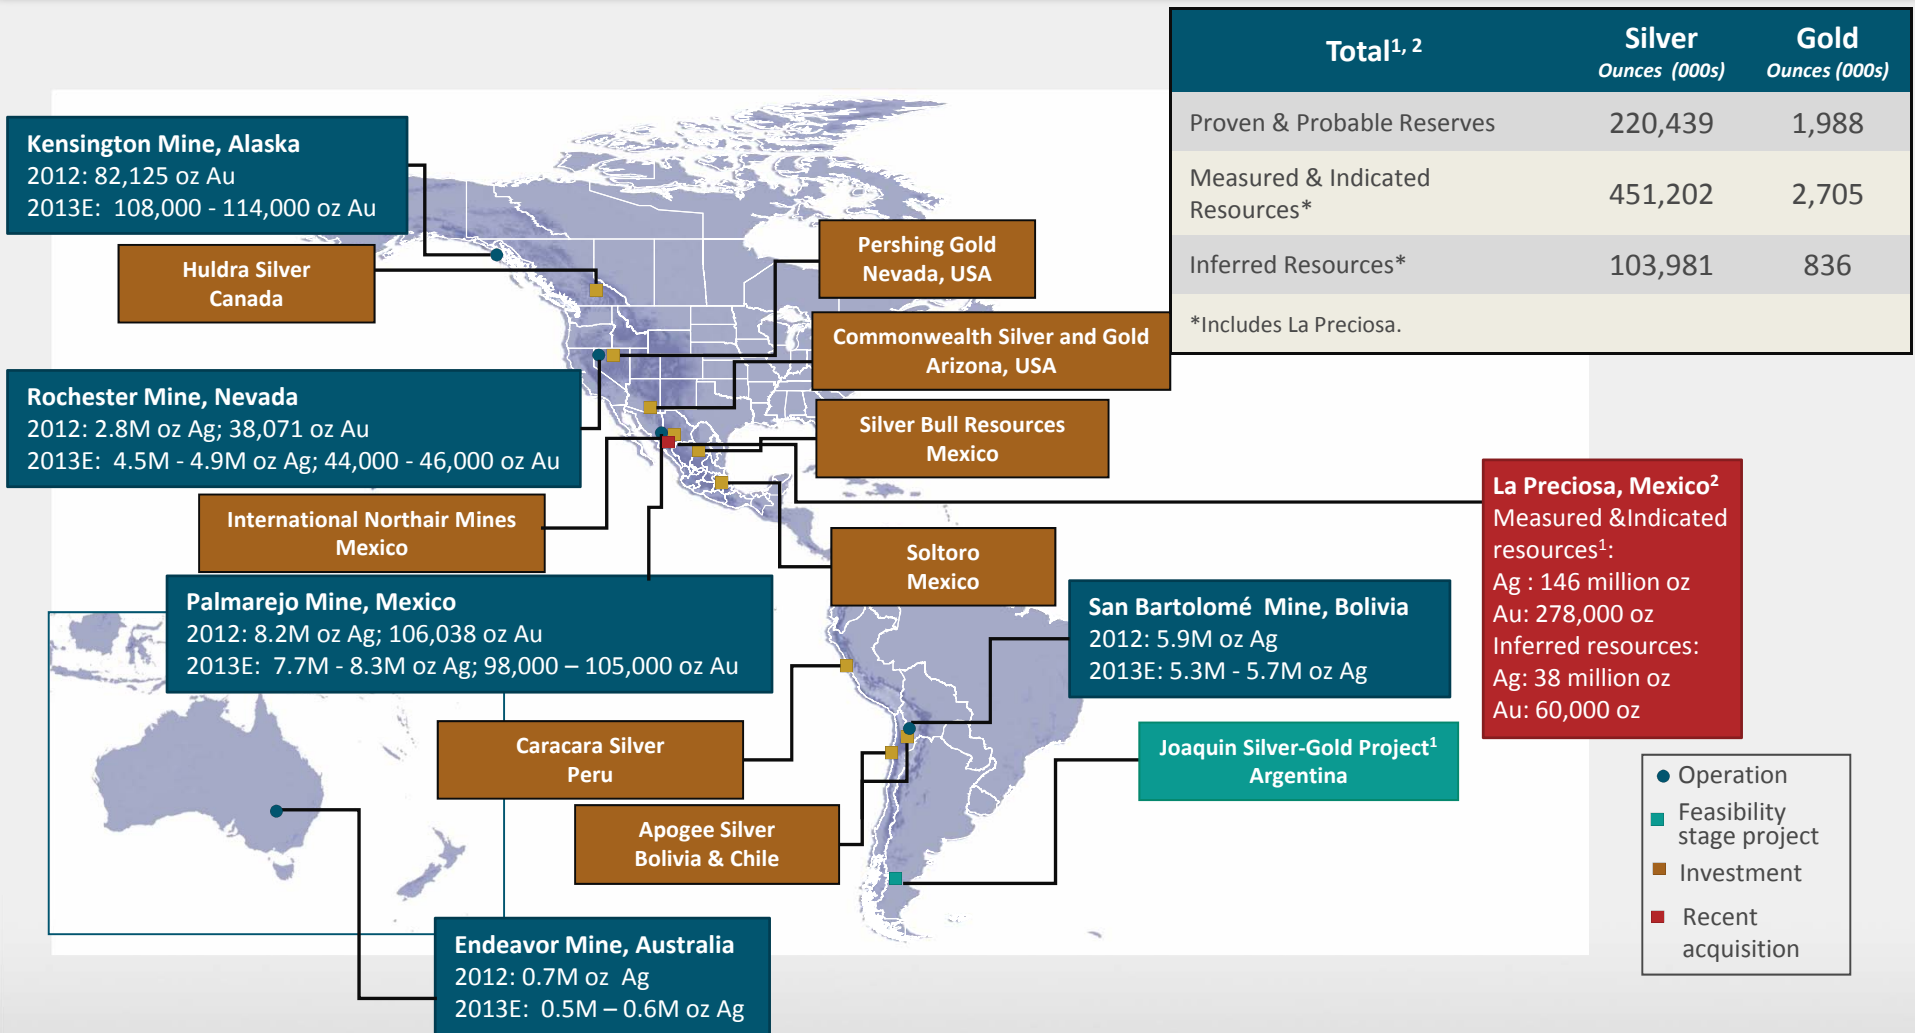 Total1, 2
Silver
Ounces (000s)
Gold
Ounces (000s)
Proven & Probable Reserves 220,439 1,988
Measured & Indicated
Resources* 451,202 2,705
Inferred Resources* 103,981 836
*Includes La Preciosa.
Kensington Mine, Alaska
2012: 82,125 oz Au
2013E: 108,000 - 114,000 oz Au
Huldra Silver
Canada
Pershing Gold
Nevada, USA
Commonwealth Silver and Gold
Arizona, USA
Rochester Mine, Nevada
2012: 2.8M oz Ag; 38,071 oz Au
2013E: 4.5M - 4.9M oz Ag; 44,000 - 46,000 oz Au
Silver Bull Resources
Mexico
International Northair Mines
Mexico
La Preciosa, Mexico2
Measured &Indicated
resources1:
Ag : 146 million oz
Au: 278,000 oz
Inferred resources:
Ag: 38 million oz
Au: 60,000 oz
Soltoro
Mexico
Palmarejo Mine, Mexico
2012: 8.2M oz Ag; 106,038 oz Au
2013E: 7.7M - 8.3M oz Ag; 98,000 – 105,000 oz Au
San Bartolomé Mine, Bolivia
2012: 5.9M oz Ag
2013E: 5.3M - 5.7M oz Ag
Caracara Silver
Peru
Joaquin Silver-Gold Project1
Argentina
Apogee Silver
Bolivia & Chile
Endeavor Mine, Australia
2012: 0.7M oz Ag
2013E: 0.5M – 0.6M oz Ag
Operation
Feasibility
stage project
Investment
Recent
acquisition